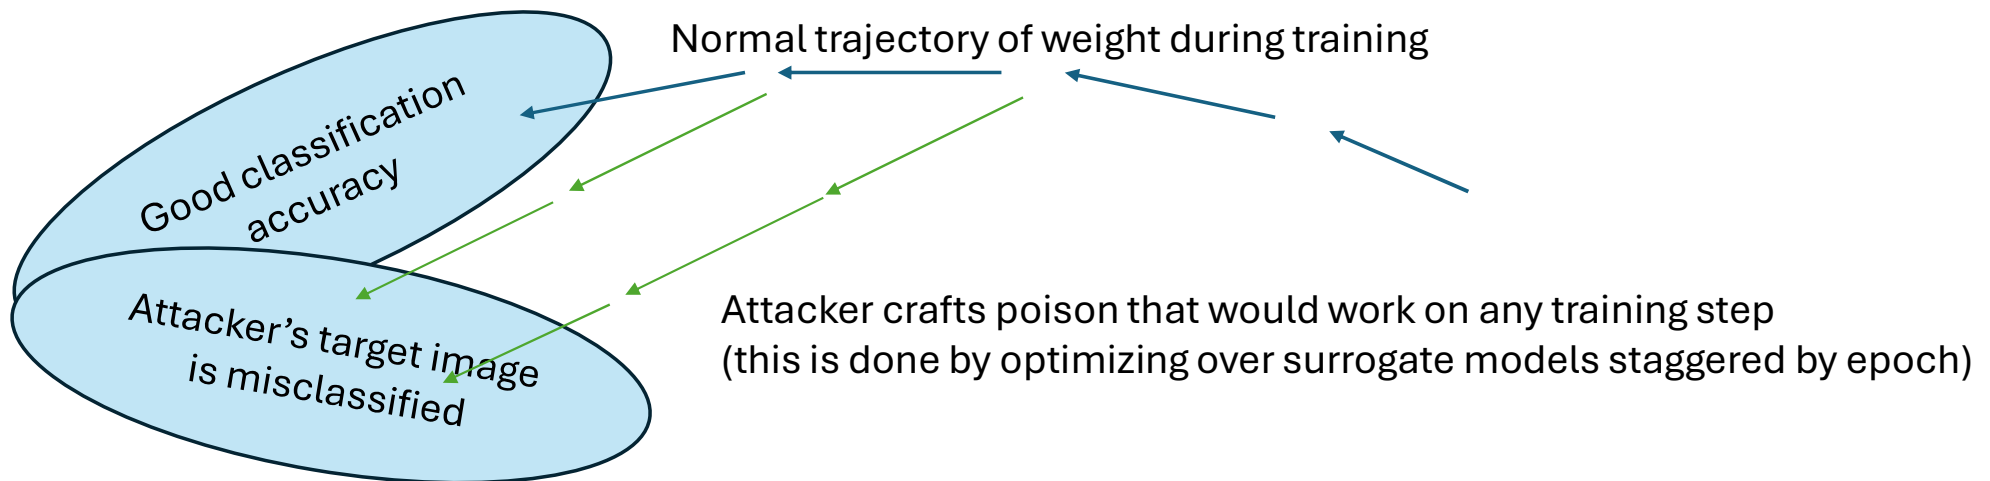 Normal trajectory of weight during training
Good classification
accuracy
Attacker’s target image
is misclassified
Attacker crafts poison that would work on any training step
(this is done by optimizing over surrogate models staggered by epoch)